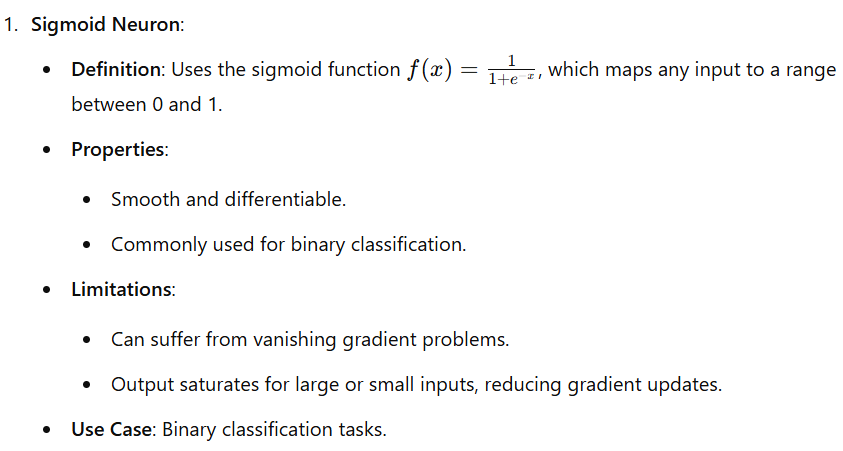 1. Sigmoid Neuron:
• Definition: Uses the sigmoid function f(x) = 1/(1+e^{-x}), which maps any input to a range
between 0 and 1.
• Properties:
• Smooth and differentiable.
• Commonly used for binary classification.
• Limitations:
• Can suffer from vanishing gradient problems.
• Output saturates for large or small inputs, reducing gradient updates.
• Use Case: Binary classification tasks.